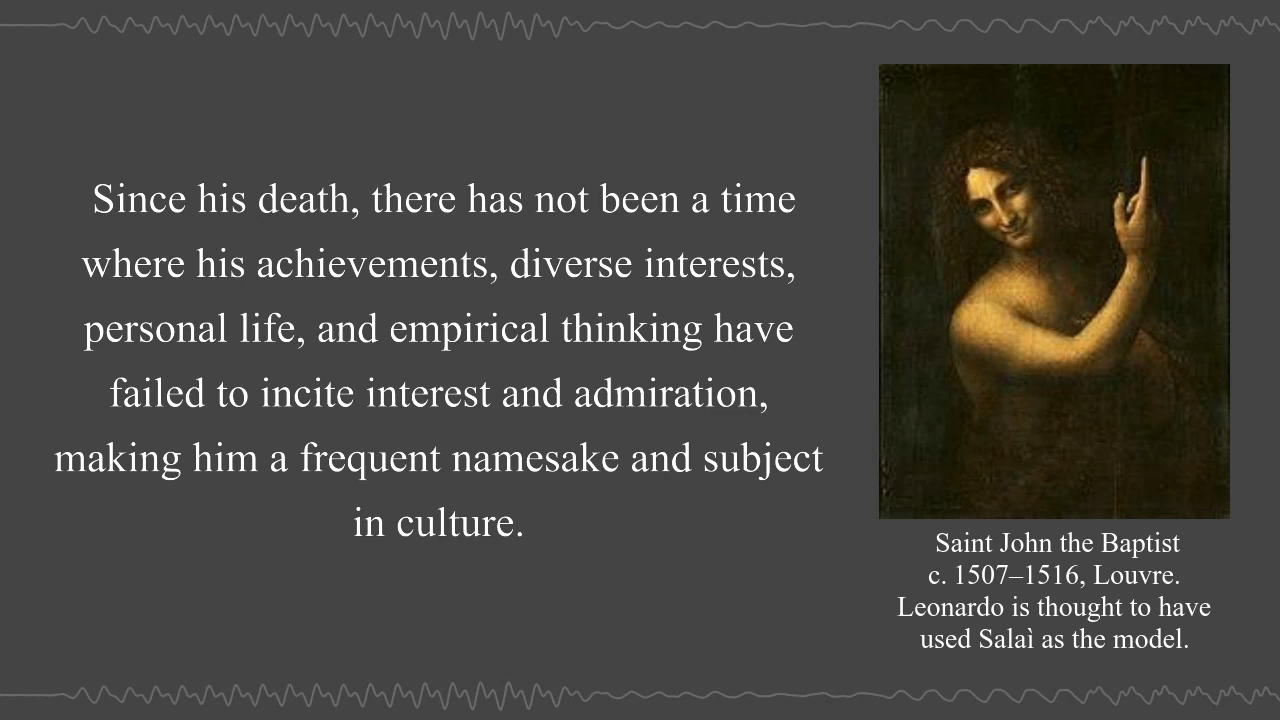 Since his death, there has not been a time
where his achievements, diverse interests,
personal life, and empirical thinking have
failed to incite interest and admiration,
making him a frequent namesake and subject
in culture.
Saint John the Baptist
c. 1507–1516, Louvre.
Leonardo is thought to have
used Salaì as the model.